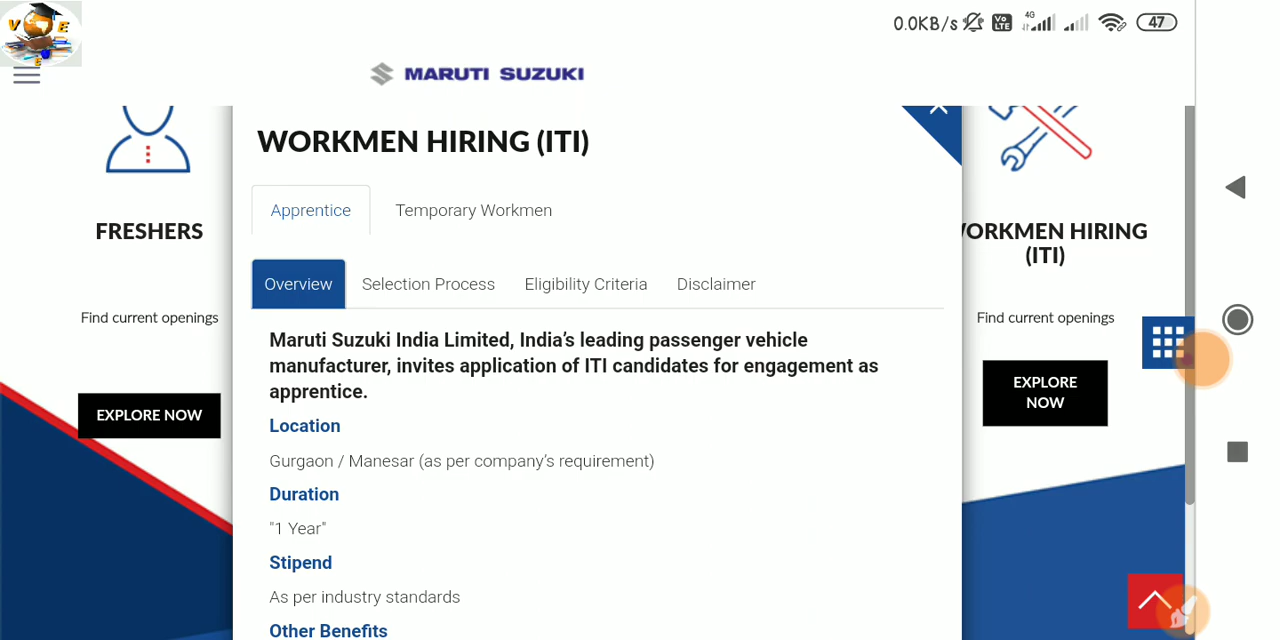 V E
E
0.0KB/s Vo LTE 4G 47
MARUTI SUZUKI
WORKMEN HIRING (ITI)
Apprentice Temporary Workmen
FRESHERS
WORKMEN HIRING
(ITI)
Overview Selection Process Eligibility Criteria Disclaimer
Find current openings
Find current openings
Maruti Suzuki India Limited, India's leading passenger vehicle
manufacturer, invites application of ITI candidates for engagement as
apprentice.
EXPLORE NOW
EXPLORE
NOW
Location
Gurgaon / Manesar (as per company's requirement)
Duration
"1 Year"
Stipend
As per industry standards
Other Benefits